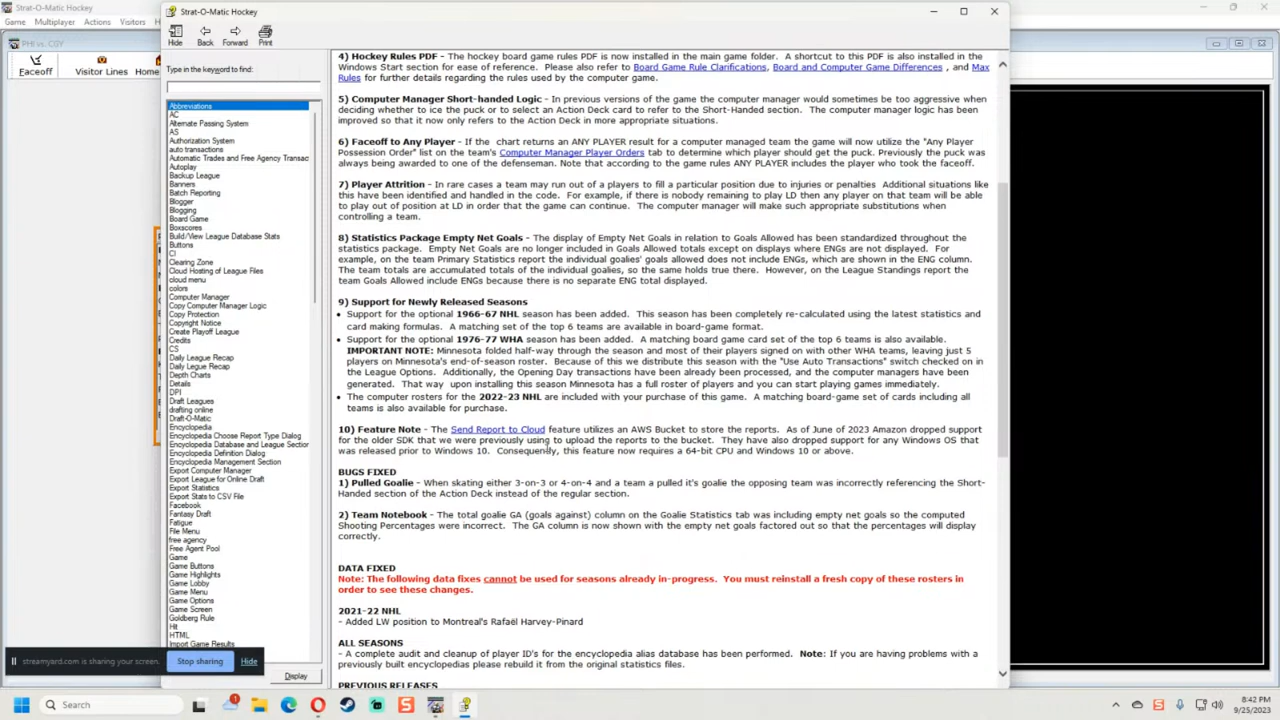 Strat-O-Matic Hockey
Game Multiplayer Actions Visitors
PHI vs. CGY
Faceoff Visitor Lines Home
Strat-O-Matic Hockey
Hide Back Forward Print
Type in the keyword to find:
Abbreviations
AC
Alternate Passing System
AS
Authorization System
auto transactions
Automatic Trades and Free Agency Transac
Autoplay
Backup League
Banners
Batch Reporting
Blogger
Blogging
Board Game
Boxscores
Build/View League Database Stats
Buttons
CI
Clearing Zone
Cloud Hosting of League Files
cloud menu
colors
Computer Manager
Copy Computer Manager Logic
Copy Protection
Copyright Notice
Create Playoff League
Credits
CS
Daily League Recap
Daily Legue Recap
Depth Charts
Details
DPI
Draft Leagues
drafting online
Draft-O-Matic
Encyclopedia
Encyclopedia Choose Report Type Dialog
Encyclopedia Database and League Section
Encyclopedia Definition Dialog
Encyclopedia Management Section
Export Computer Manager
Export League for Online Draft
Export Statistics
Export Stats to CSV File
Facebook
Fantasy Draft
Fatigue
File Menu
free agency
Free Agent Pool
Game
Game Buttons
Game Highlights
Game Lobby
Game Menu
Game Options
Game Screen
Goldberg Rule
Hit
HTML
Import Game Results
Display
4) Hockey Rules PDF - The hockey board game rules PDF is now installed in the main game folder. A shortcut to this PDF is also installed in the
Windows Start section for ease of reference. Please also refer to Board Game Rule Clarifications, Board and Computer Game Differences , and Max
Rules for further details regarding the rules used by the computer game.
5) Computer Manager Short-handed Logic - In previous versions of the game the computer manager would sometimes be too aggressive when
deciding whether to ice the puck or to select an Action Deck card to refer to the Short-Handed section. The computer manager logic has been
improved so that it now only refers to the Action Deck in more appropriate situations.
6) Faceoff to Any Player - If the chart returns an ANY PLAYER result for a computer managed team the game will now utilize the "Any Player
Possession Order" list on the team's Computer Manager Player Orders tab to determine which player should get the puck. Previously the puck was
always being awarded to one of the defenseman. Note that according to the game rules ANY PLAYER includes the player who took the faceoff.
7) Player Attrition - In rare cases a team may run out of a players to fill a particular position due to injuries or penalties Additional situations like
this have been identified and handled in the code. For example, if there is nobody remaining to play LD then any player on that team will be able
to play out of position at LD in order that the game can continue. The computer manager will make such appropriate substitutions when
controlling a team.
8) Statistics Package Empty Net Goals - The display of Empty Net Goals in relation to Goals Allowed has been standardized throughout the
statistics package. Empty Net Goals are no longer included in Goals Allowed totals except on displays where ENGs are not displayed. For
example, on the team Primary Statistics report the individual goalies' goals allowed does not include ENGs, which are shown in the ENG column.
The team totals are accumulated totals of the individual goalies, so the same holds true there. However, on the League Standings report the
team Goals Allowed include ENGs because there is no separate ENG total displayed.
9) Support for Newly Released Seasons
• Support for the optional 1966-67 NHL season has been added. This season has been completely re-calculated using the latest statistics and
card making formulas. A matching set of the top 6 teams are available in board-game format.
• Support for the optional 1976-77 WHA season has been added. A matching board game card set of the top 6 teams is also available.
IMPORTANT NOTE: Minnesota folded half-way through the season and most of their players signed on with other WHA teams, leaving just 5
players on Minnesota's end-of-season roster. Because of this we distribute this season with the "Use Auto Transactions" switch checked on in
the League Options. Additionally, the Opening Day transactions have been already been processed, and the computer managers have been
generated. That way upon installing this season Minnesota has a full roster of players and you can start playing games immediately.
• The computer rosters for the 2022-23 NHL are included with your purchase of this game. A matching board-game set of cards including all
teams is also available for purchase.
10) Feature Note - The Send Report to Cloud feature utilizes an AWS Bucket to store the reports. As of June of 2023 Amazon dropped support
for the older SDK that we were previously using to upload the reports to the bucket. They have also dropped support for any Windows OS that
was released prior to Windows 10. Consequently, this feature now requires a 64-bit CPU and Windows 10 or above.
BUGS FIXED
1) Pulled Goalie - When skating either 3-on-3 or 4-on-4 and a team a pulled it's goalie the opposing team was incorrectly referencing the Short-
Handed section of the Action Deck instead of the regular section.
2) Team Notebook - The total goalie GA (goals against) column on the Goalie Statistics tab was including empty net goals so the computed
Shooting Percentages were incorrect. The GA column is now shown with the empty net goals factored out so that the percentages will display
correctly.
DATA FIXED
Note: The following data fixes cannot be used for seasons already in-progress. You must reinstall a fresh copy of these rosters in
order to see these changes.
2021-22 NHL
- Added LW position to Montreal's Rafaël Harvey-Pinard
ALL SEASONS
- A complete audit and cleanup of player ID's for the encyclopedia alias database has been performed. Note: If you are having problems with a
previously built encyclopedias please rebuild it from the original statistics files.
PREVIOUS RELEASES
streamyard.com is sharing your screen. Stop sharing Hide
Search
8:42 PM
9/25/2023